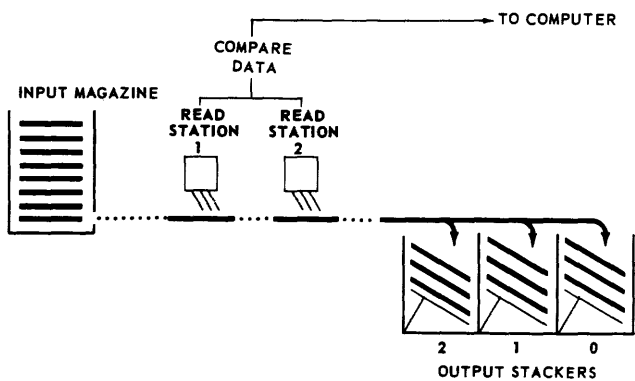 TO COMPUTER
COMPARE
DATA
INPUT MAGAZINE
READ
STATION
1
READ
STATION
2
2 1 0
OUTPUT STACKERS